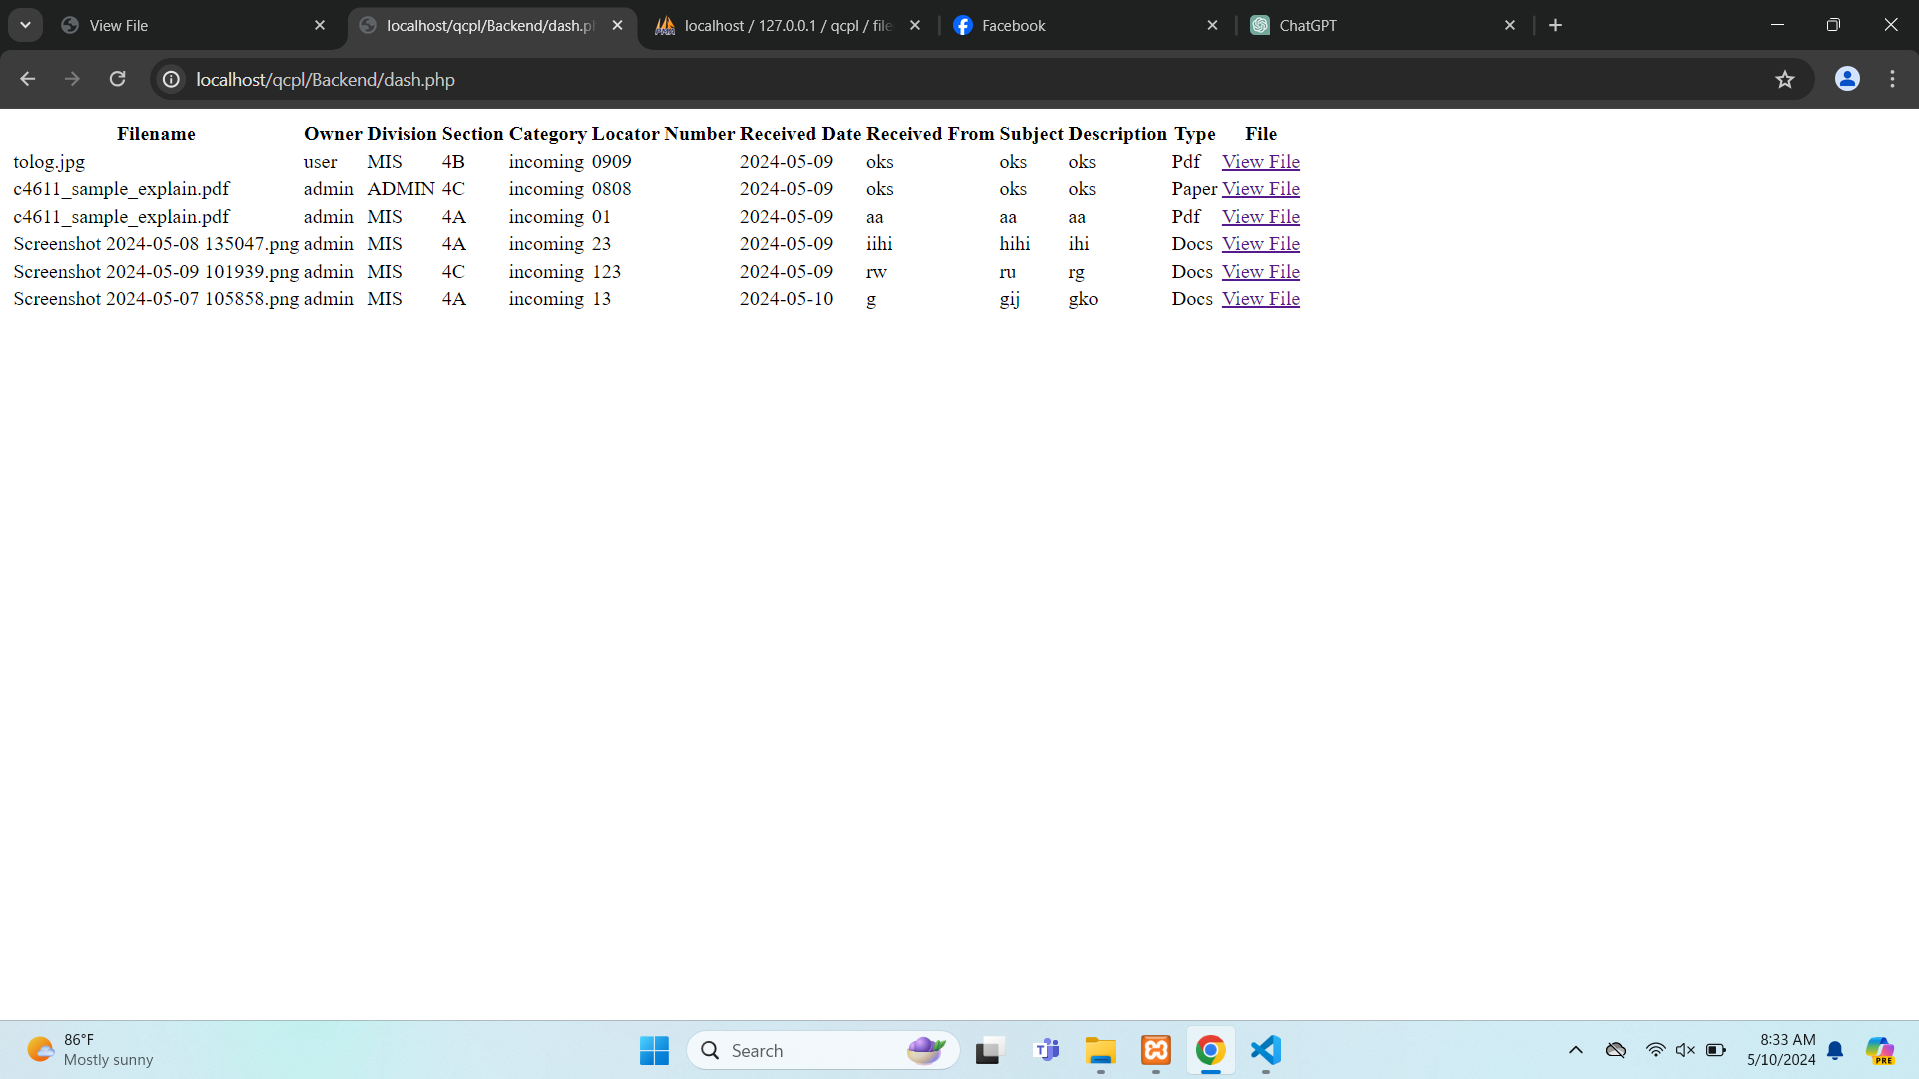 View File
localhost/qcpl/Backend/dash.p
localhost / 127.0.0.1 / qcpl / file
Facebook
ChatGPT
localhost/qcpl/Backend/dash.php
Filename Owner Division Section Category Locator Number Received Date Received From Subject Description Type File
tolog.jpg user MIS 4B incoming 0909 2024-05-09 oks oks oks Pdf View File
c4611_sample_explain.pdf admin ADMIN 4C incoming 0808 2024-05-09 oks oks oks Paper View File
c4611_sample_explain.pdf admin MIS 4A incoming 01 2024-05-09 aa aa aa Pdf View File
Screenshot 2024-05-08 135047.png admin MIS 4A incoming 23 2024-05-09 iihi hihi ihi Docs View File
Screenshot 2024-05-09 101939.png admin MIS 4C incoming 123 2024-05-09 rw ru rg Docs View File
Screenshot 2024-05-07 105858.png admin MIS 4A incoming 13 2024-05-10 g gij gko Docs View File
86°F
Mostly sunny
Search
8:33 AM
5/10/2024
PRE